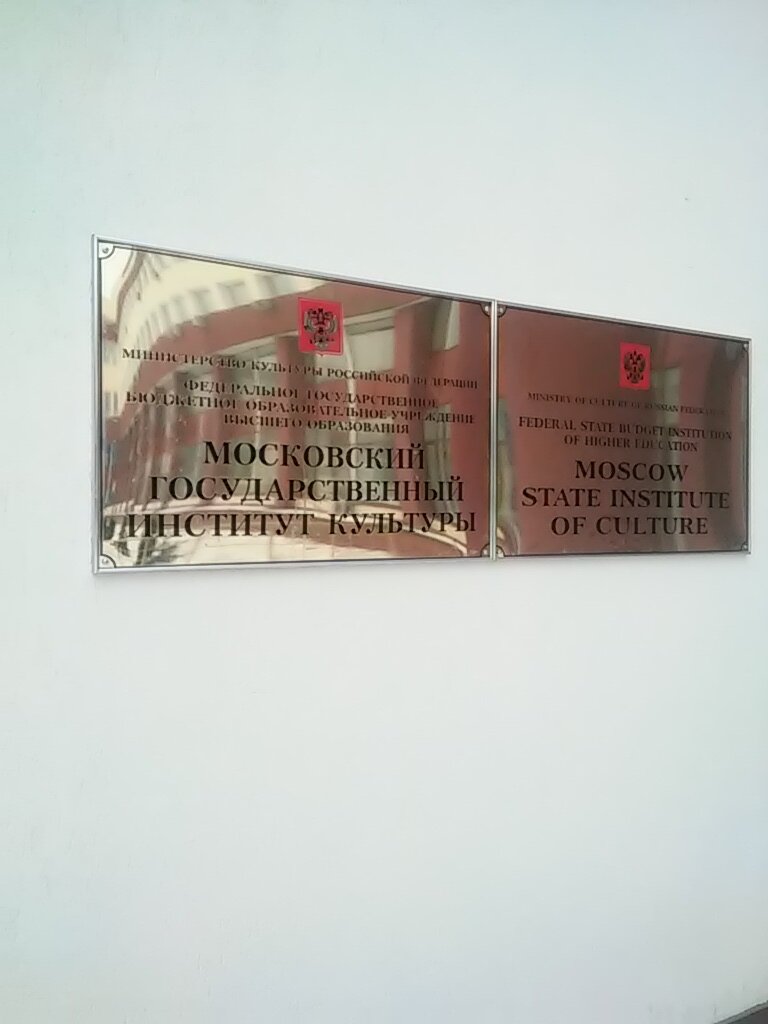 МИНИСТЕРСТВО КУЛЬТУРЫ РОССИЙСКОЙ ФЕДЕРАЦИИ
ФЕДЕРАЛЬНОЕ ГОСУДАРСТВЕННОЕ
БЮДЖЕТНОЕ ОБРАЗОВАТЕЛЬНОЕ УЧРЕЖДЕНИЕ
ВЫСШЕГО ОБРАЗОВАНИЯ
МОСКОВСКИЙ
ГОСУДАРСТВЕННЫЙ
ИНСТИТУТ КУЛЬТУРЫ
MINISTRY OF CULTURE OF RUSSIAN FEDERATION
FEDERAL STATE BUDGET INSTITUTION
OF HIGHER EDUCATION
MOSCOW
STATE INSTITUTE
OF CULTURE